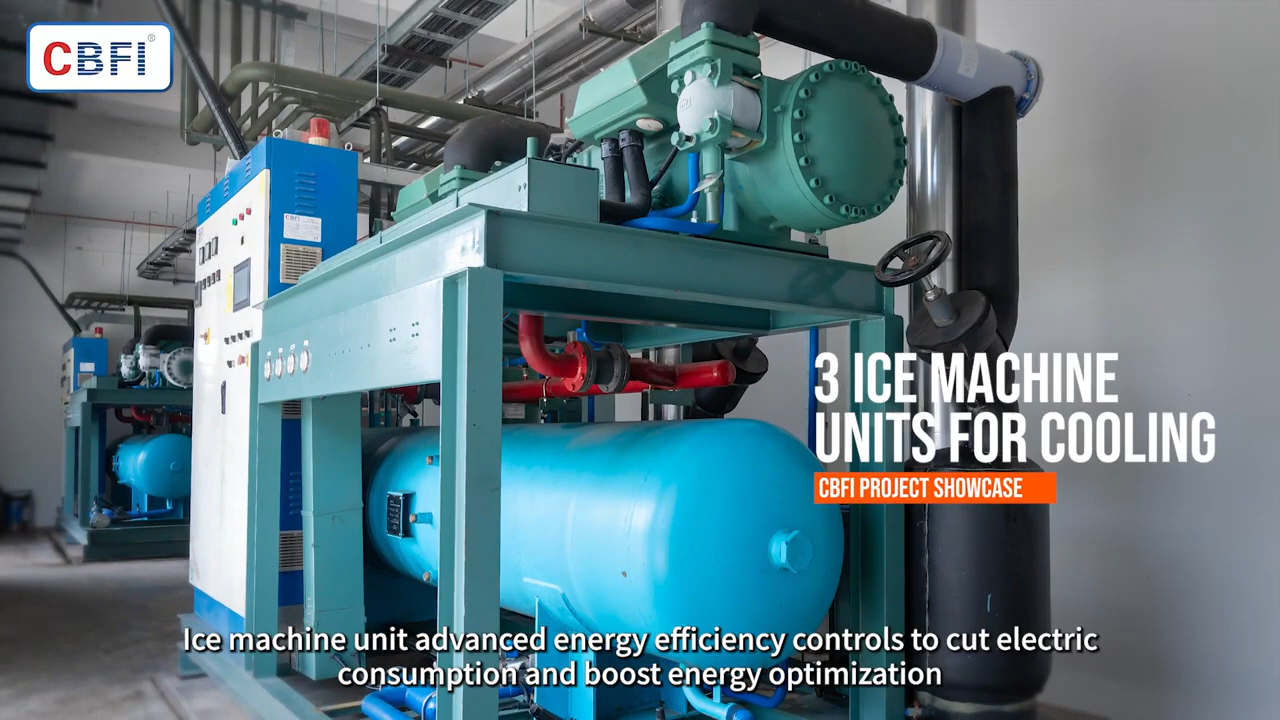 CBFI®
CBFI
3 ICE MACHINE
UNITS FOR COOLING
CBFI PROJECT SHOWCASE
Ice machine unit advanced energy efficiency controls to cut electric
consumption and boost energy optimization